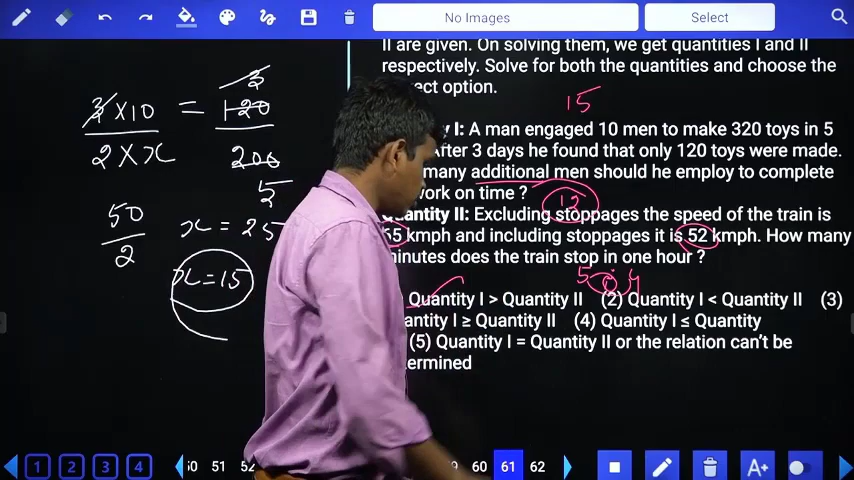 No Images
Select
II are given. On solving them, we get quantities I and II
respectively. Solve for both the quantities and choose the
ect option.
15
y I: A man engaged 10 men to make 320 toys in 5
After 3 days he found that only 120 toys were made.
many additional men should he employ to complete
work on time ?
12
Quantity II: Excluding stoppages the speed of the train is
65 kmph and including stoppages it is 52 kmph. How many
minutes does the train stop in one hour ?
Quantity I > Quantity II (2) Quantity I < Quantity II (3)
antity I ≥ Quantity II (4) Quantity I ≤ Quantity
(5) Quantity I = Quantity II or the relation can't be
ermined
3 × 10 = 120
2 × x 200
3
5
50
2
x = 25
x = 15
1 2 3 4
50 51 52
60 61 62
A+